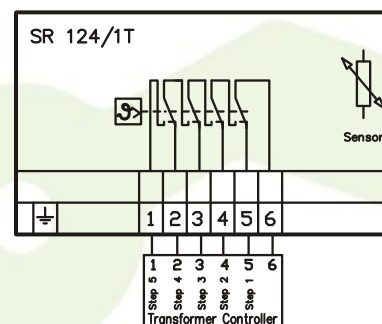 SR 124/1T
ϑ>
Sensor
1 2 3 4 5 6
1 2 3 4 5 6
Step 5 Step 4 Step 3 Step 2 Step 1
Transformer Controller